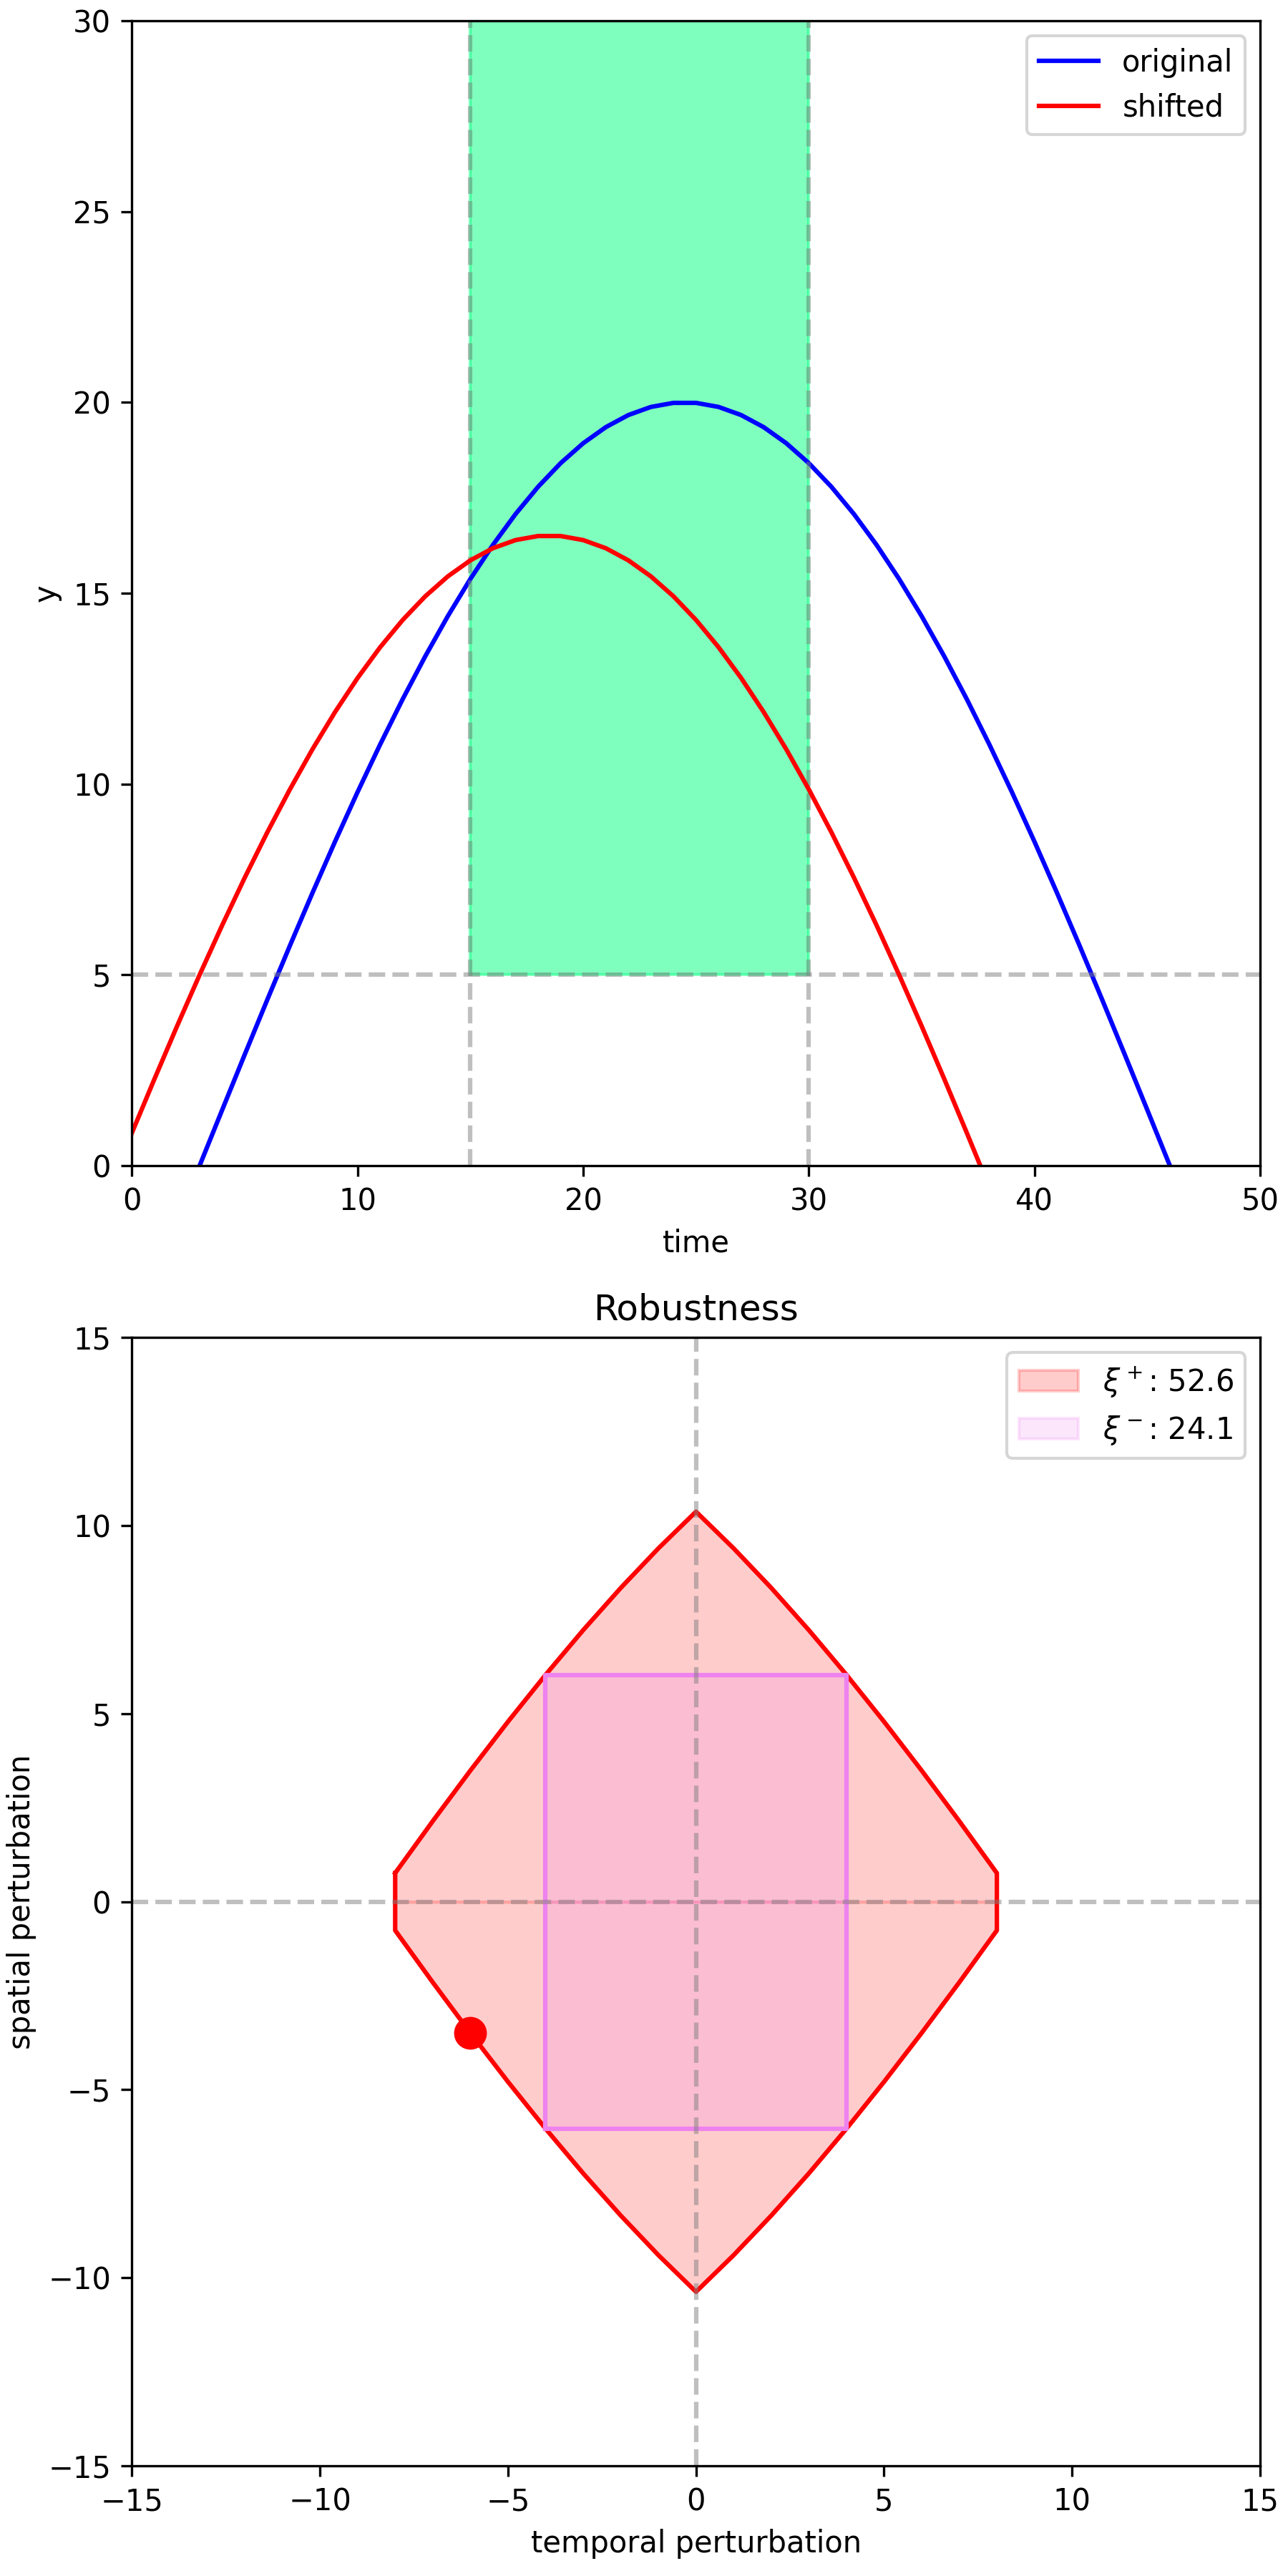 30
25
20
15
10
5
0
y
original
shifted
0 10 20 30 40 50
time
Robustness
15
10
5
0
−5
−10
−15
spatial perturbation
ξ⁺: 52.6
ξ⁻: 24.1
−15 −10 −5 0 5 10 15
temporal perturbation